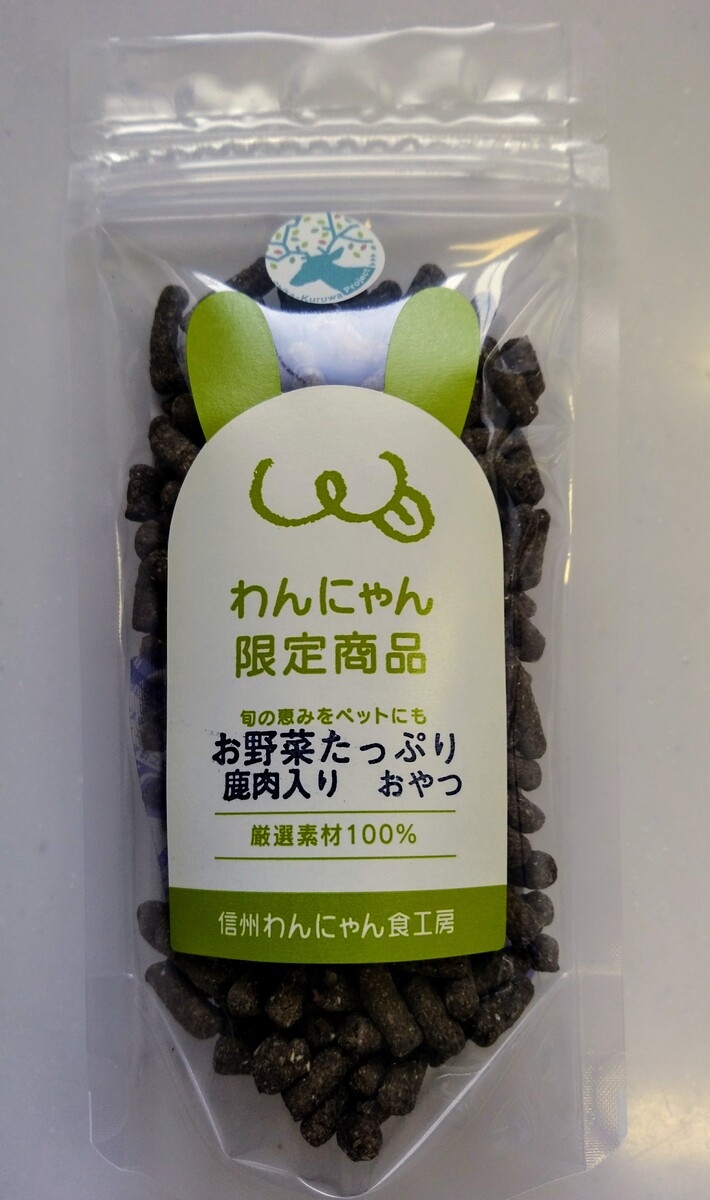 Kuruwa Project
わんにゃん
限定商品
旬の恵みをペットにも
お野菜たっぷり
鹿肉入り おやつ
厳選素材100%
信州わんにゃん食工房